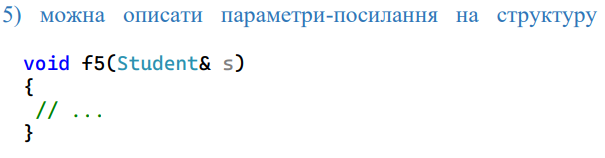 5) можна описати параметри-посилання на структуру
void f5(Student& s)
{
// ...
}